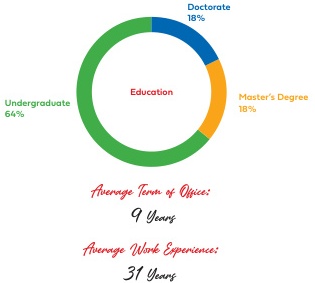 Doctorate
18%
Education
Undergraduate
64%
Master's Degree
18%
Average Term of Office:
9 Years
Average Work Experience:
31 Years